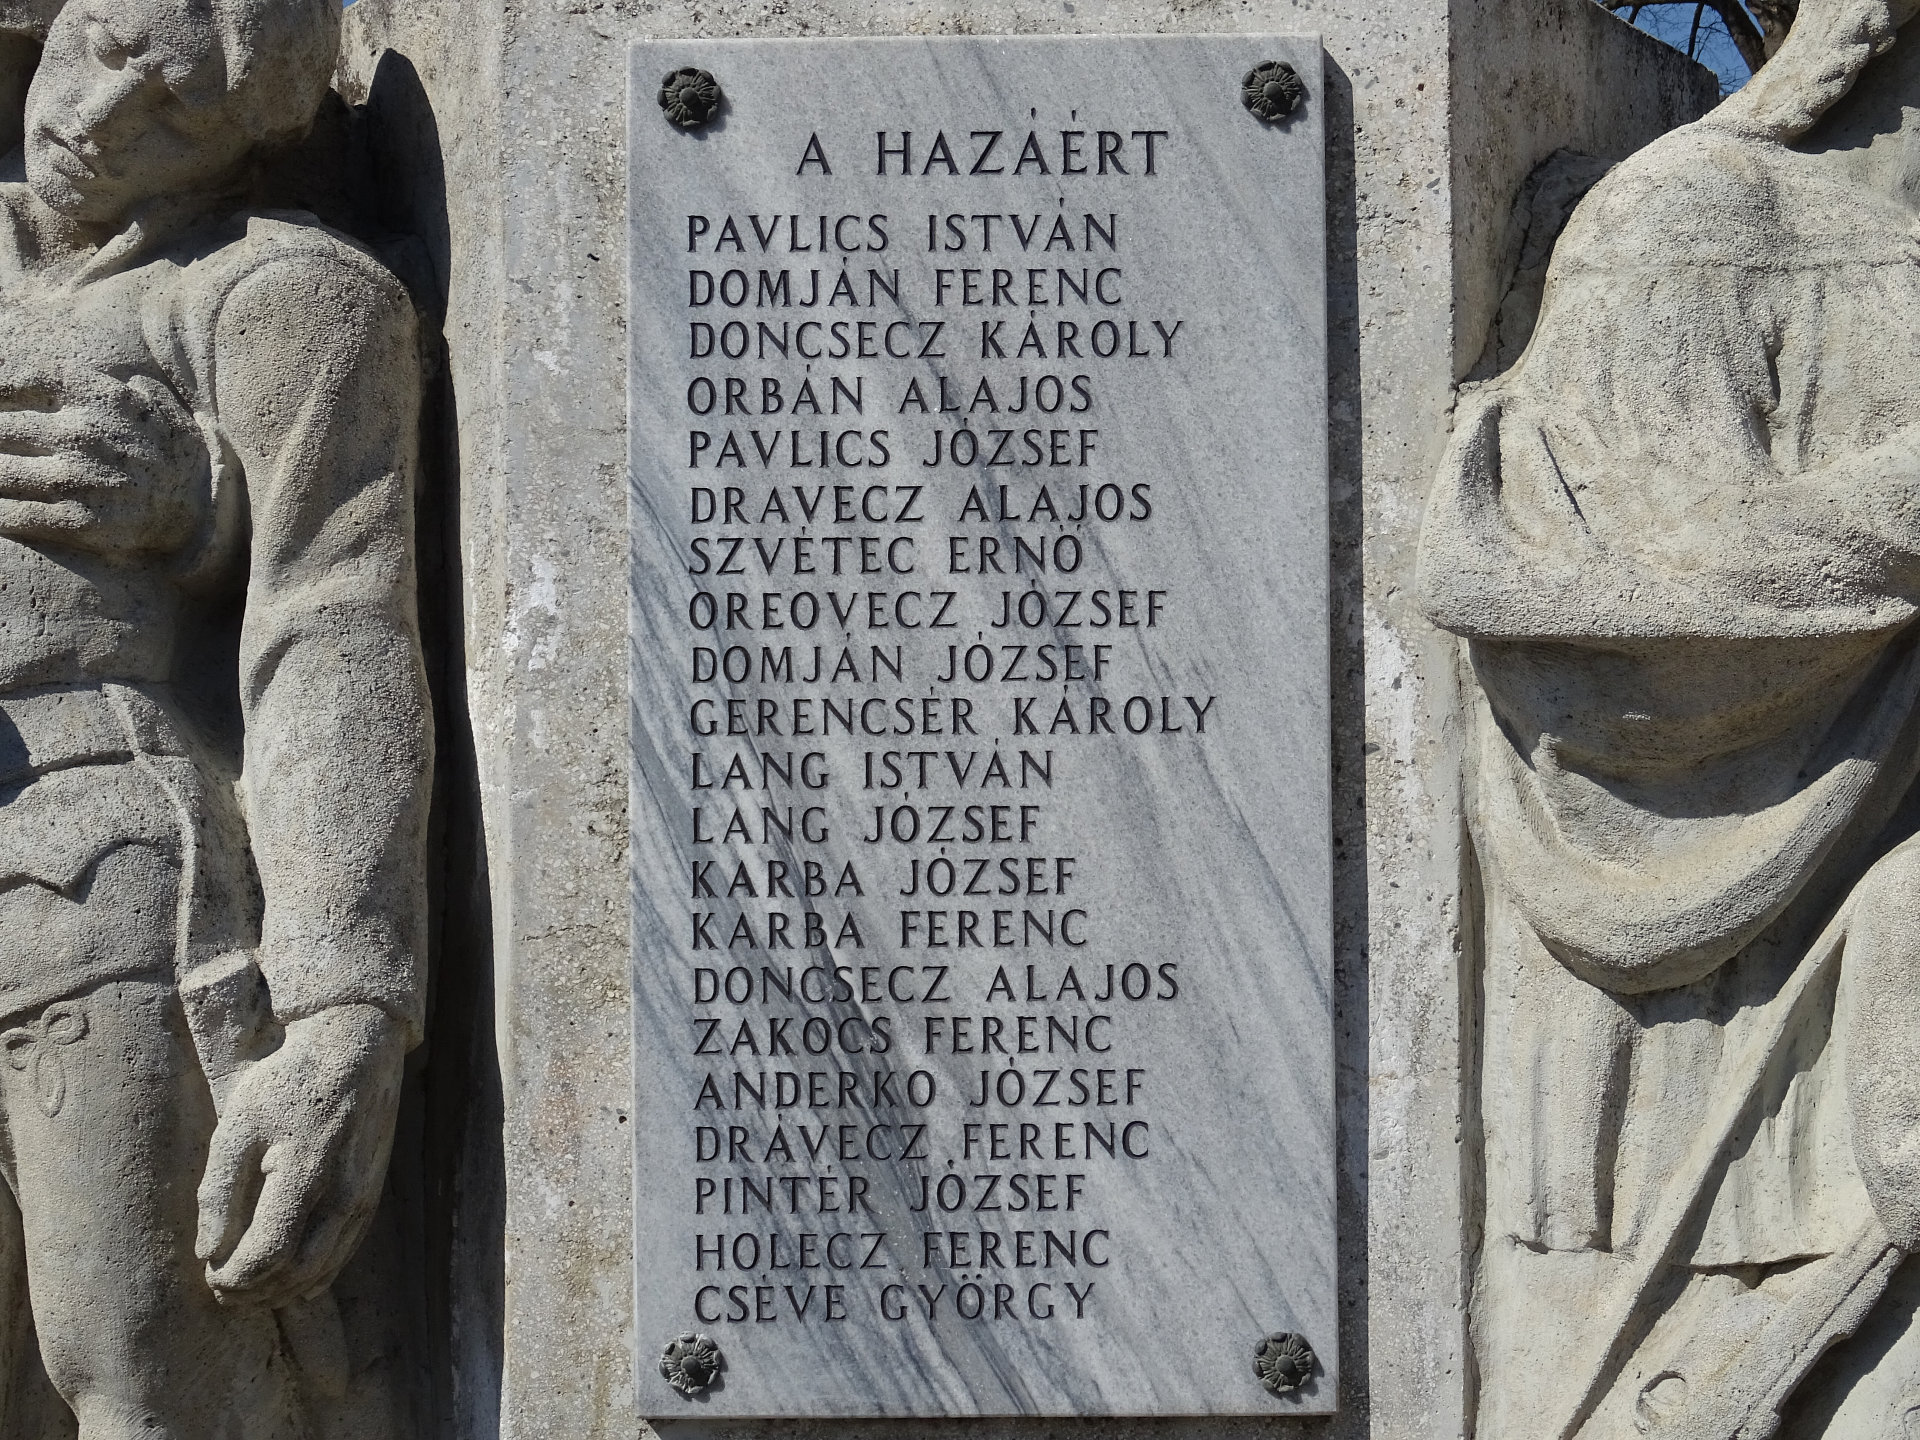 A HAZÁÉRT
PAVLICS ISTVÁN
DOMJÁN FERENC
DONCSECZ KÁROLY
ORBÁN ALAJOS
PAVLICS JÓZSEF
DRAVECZ ALAJOS
SZVÉTEC ERNŐ
OREOVECZ JÓZSEF
DOMJÁN JÓZSEF
GERENCSÉR KÁROLY
LANG ISTVÁN
LANG JÓZSEF
KARBA JÓZSEF
KARBA FERENC
DONCSECZ ALAJOS
ZAKOCS FERENC
ANDERKO JÓZSEF
DRÁVECZ FERENC
PINTÉR JÓZSEF
HOLECZ FERENC
CSÉVE GYÖRGY